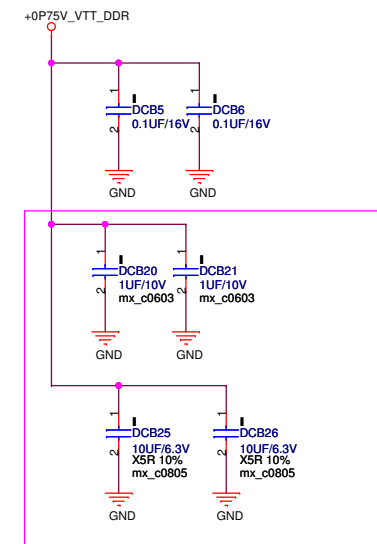 +0P75V_VTT_DDR
1 1
DCB5 DCB6
2 0.1UF/16V 2 0.1UF/16V
GND GND
1 1
DCB20 DCB21
2 1UF/10V 2 1UF/10V
mx_c0603 mx_c0603
GND GND
1 1
DCB25 DCB26
2 10UF/6.3V 2 10UF/6.3V
X5R 10% X5R 10%
mx_c0805 mx_c0805
GND GND